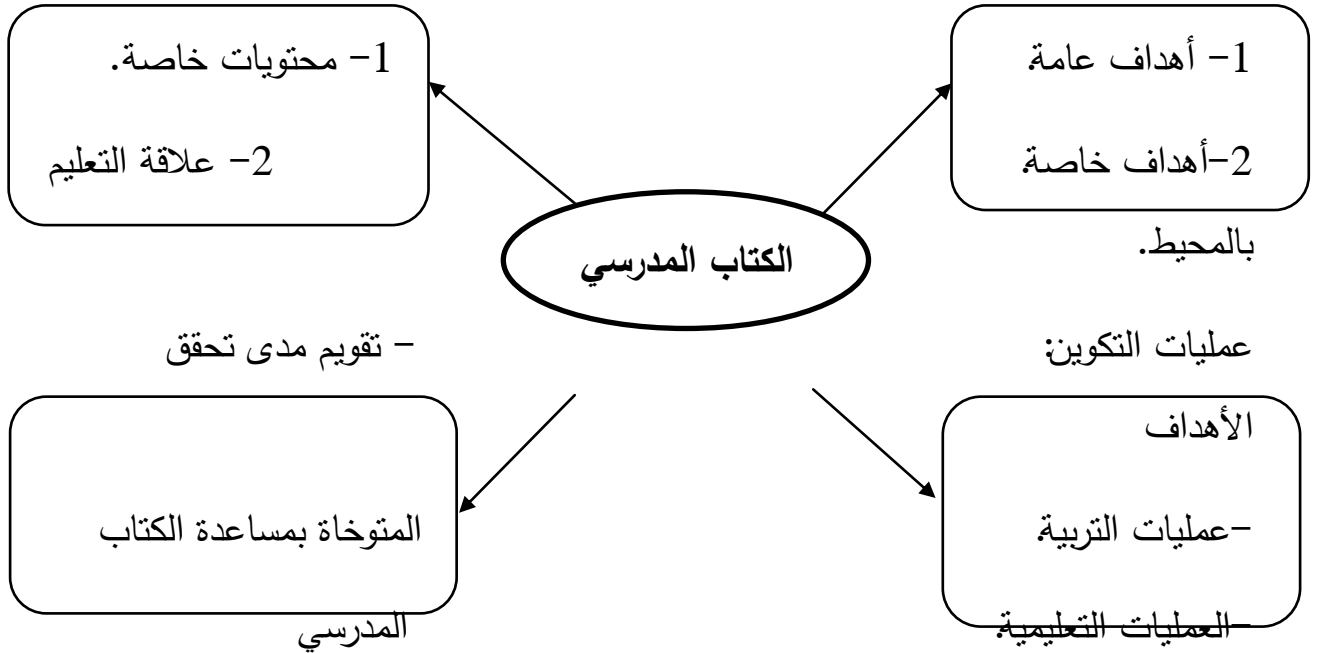 1- أهداف عامة.
1- محتويات خاصة.
2-أهداف خاصة.
2- علاقة التعليم
بالمحيط.
الكتاب المدرسي
عمليات التكوين:
- تقويم مدى تحقق
الأهداف
-عمليات التربية.
المتوخاة بمساعدة الكتاب
-العمليات التعليمية.
المدرسي